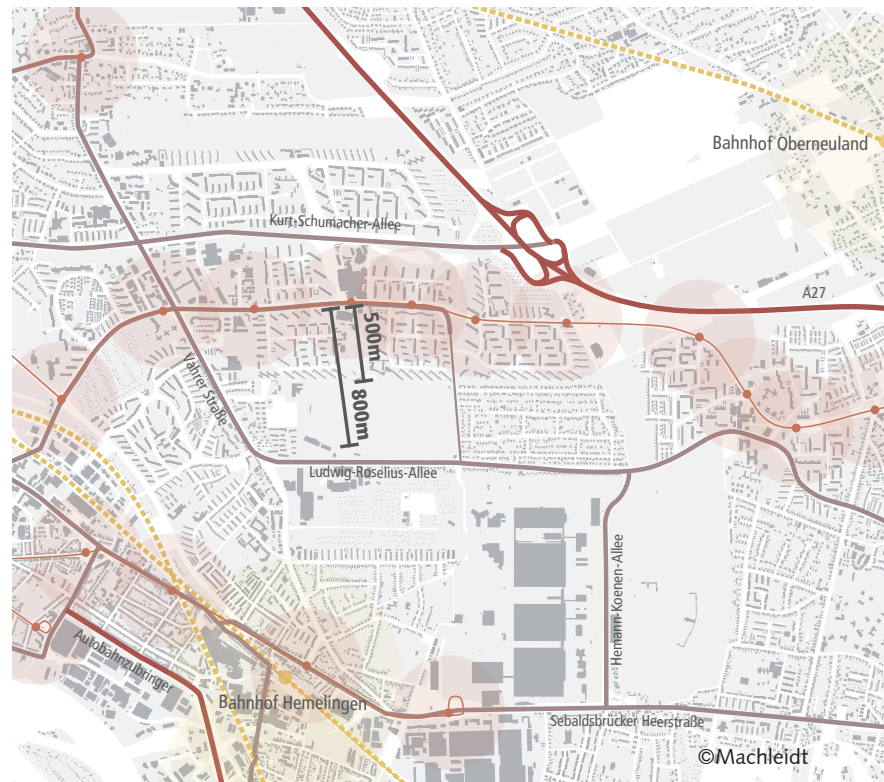 Bahnhof Oberneuland
Kurt-Schumacher-Allee
A27
500m
800m
Vahrer Straße
Ludwig-Roselius-Allee
Hemann-Koenen-Allee
Autobahnzubringer
Bahnhof Hemelingen
Sebaldsbrücker Heerstraße
©Machleidt